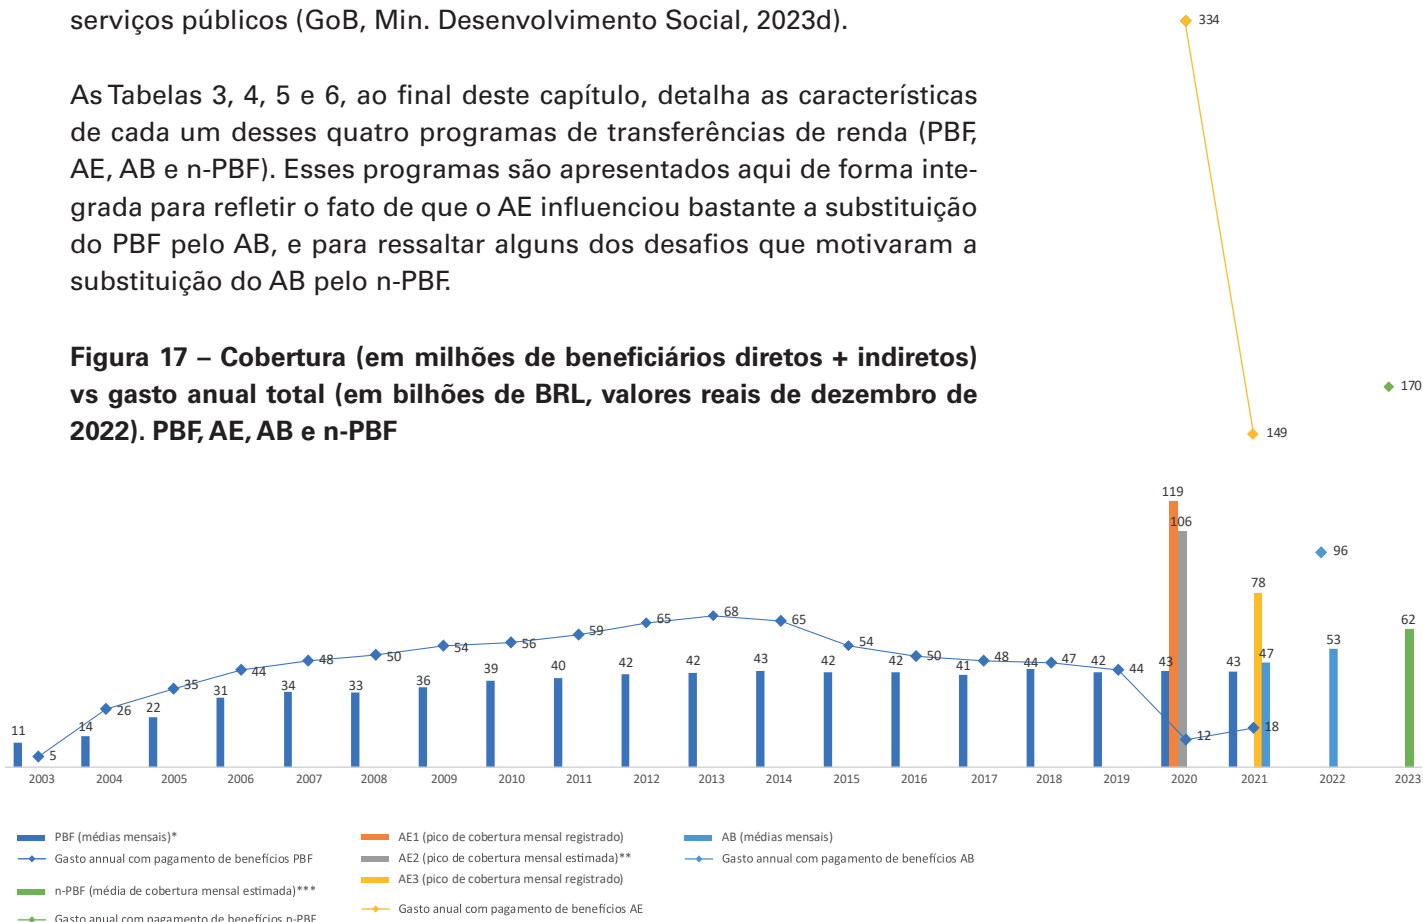 serviços públicos (GoB, Min. Desenvolvimento Social, 2023d).
As Tabelas 3, 4, 5 e 6, ao final deste capítulo, detalha as características
de cada um desses quatro programas de transferências de renda (PBF,
AE, AB e n-PBF). Esses programas são apresentados aqui de forma inte-
grada para refletir o fato de que o AE influenciou bastante a substituição
do PBF pelo AB, e para ressaltar alguns dos desafios que motivaram a
substituição do AB pelo n-PBF.
Figura 17 – Cobertura (em milhões de beneficiários diretos + indiretos)
vs gasto anual total (em bilhões de BRL, valores reais de dezembro de
2022). PBF, AE, AB e n-PBF
334
170
149
119
106
96
78
68
65 65
62
59
56
54 54
53
50 50
48 48 47
44 44
47
43 43 43
42 42 42 42 42
44
41
40
39
36
35
34
33
31
26
22
18
14
12
11
5
2003 2004 2005 2006 2007 2008 2009 2010 2011 2012 2013 2014 2015 2016 2017 2018 2019 2020 2021 2022 2023
PBF (médias mensais)*
Gasto annual com pagamento de benefícios PBF
n-PBF (média de cobertura mensal estimada)***
Gasto anual com pagamento de benefícios n-PBF
AE1 (pico de cobertura mensal registrado)
AE2 (pico de cobertura mensal estimada)**
AE3 (pico de cobertura mensal registrado)
Gasto anual com pagamento de benefícios AE
AB (médias mensais)
Gasto annual com pagamento de benefícios AB